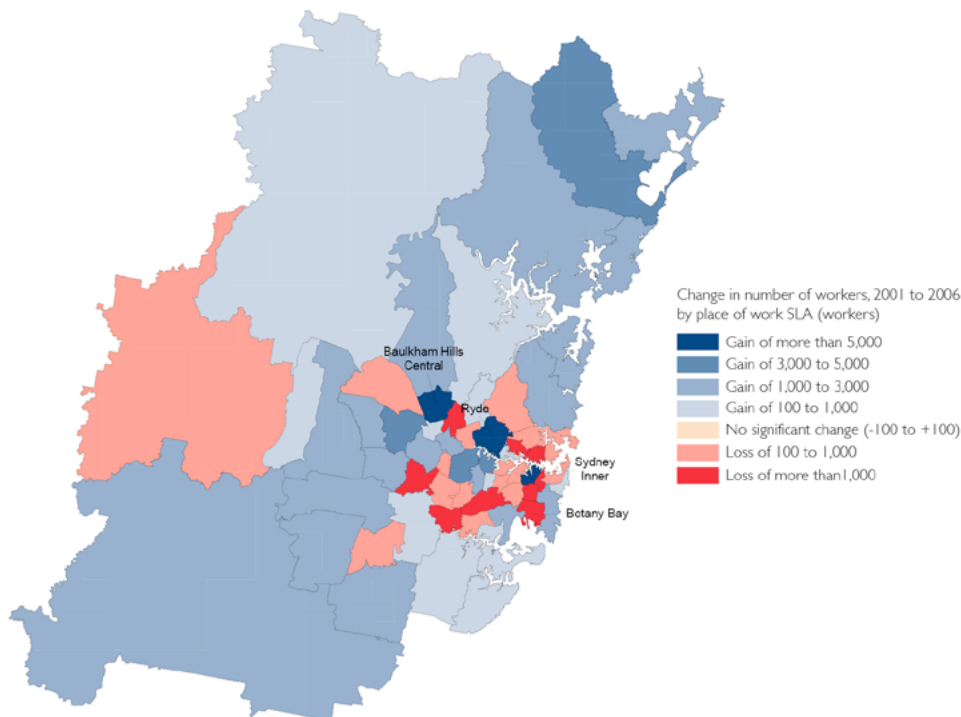 Baulkham Hills
Central
Ryde
Sydney
Inner
Botany Bay
Change in number of workers, 2001 to 2006
by place of work SLA (workers)
Gain of more than 5,000
Gain of 3,000 to 5,000
Gain of 1,000 to 3,000
Gain of 100 to 1,000
No significant change (-100 to +100)
Loss of 100 to 1,000
Loss of more than1,000